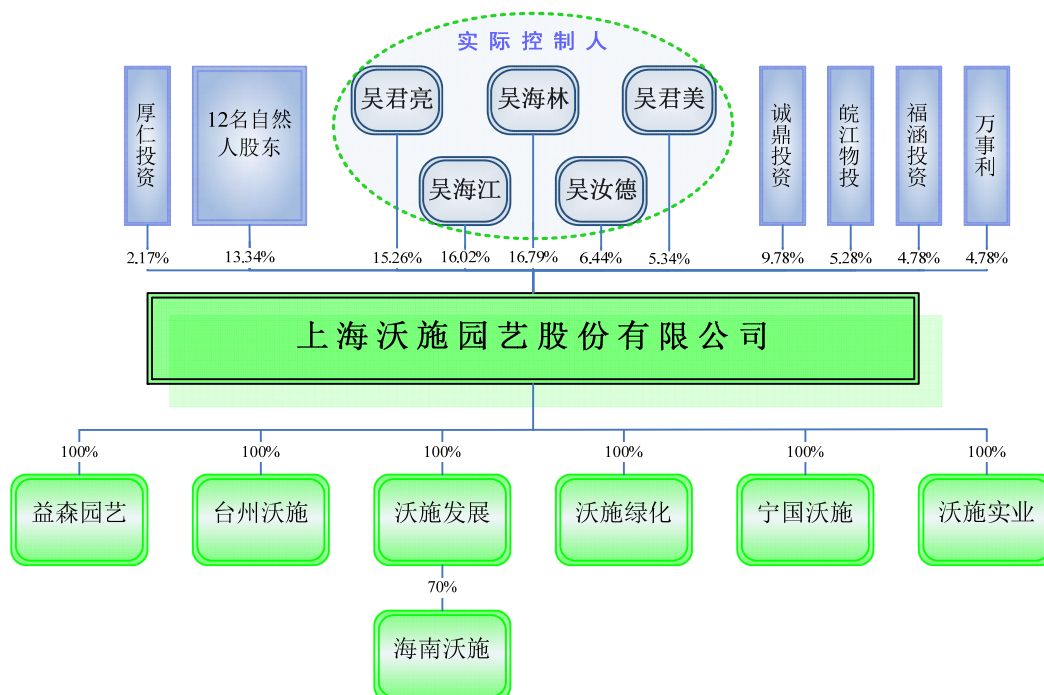 实际控制人
厚仁投资
12名自然
人股东
吴君亮
吴海林
吴君美
诚鼎投资
皖江物投
福涵投资
万事利
吴海江
吴汝德
2.17%
13.34%
15.26%
16.02%
16.79%
6.44%
5.34%
9.78%
5.28%
4.78%
4.78%
上海沃施园艺股份有限公司
100%
100%
100%
100%
100%
100%
益森园艺
台州沃施
沃施发展
沃施绿化
宁国沃施
沃施实业
70%
海南沃施